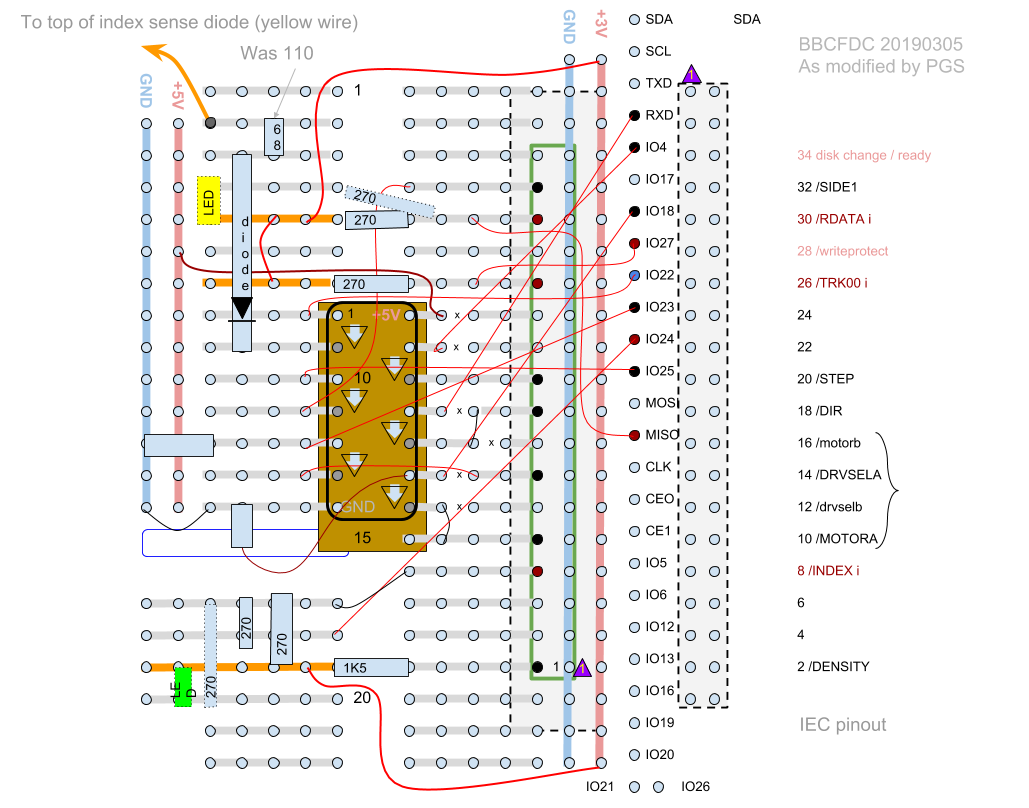 To top of index sense diode (yellow wire)
Was 110
GND
+3V
SDA
SDA
BBCFDC 20190305
As modified by PGS
SCL
TXD
1
GND
+5V
1
RXD
6
8
IO4
34 disk change / ready
IO17
32 /SIDE1
LED
270
270
IO18
30 /RDATA i
diode
IO27
28 /writeprotect
270
IO22
26 /TRK00 i
1
+5V
x
IO23
24
x
IO24
22
10
IO25
20 /STEP
x
MOSI
18 /DIR
x
MISO
16 /motorb
x
CLK
14 /DRVSELA
GND
x
CEO
12 /drvselb
15
CE1
10 /MOTORA
IO5
8 /INDEX i
IO6
6
270
270
IO12
4
1K5
1
1
IO13
2 /DENSITY
LE
D
270
20
IO16
IO19
IEC pinout
IO20
IO21
IO26